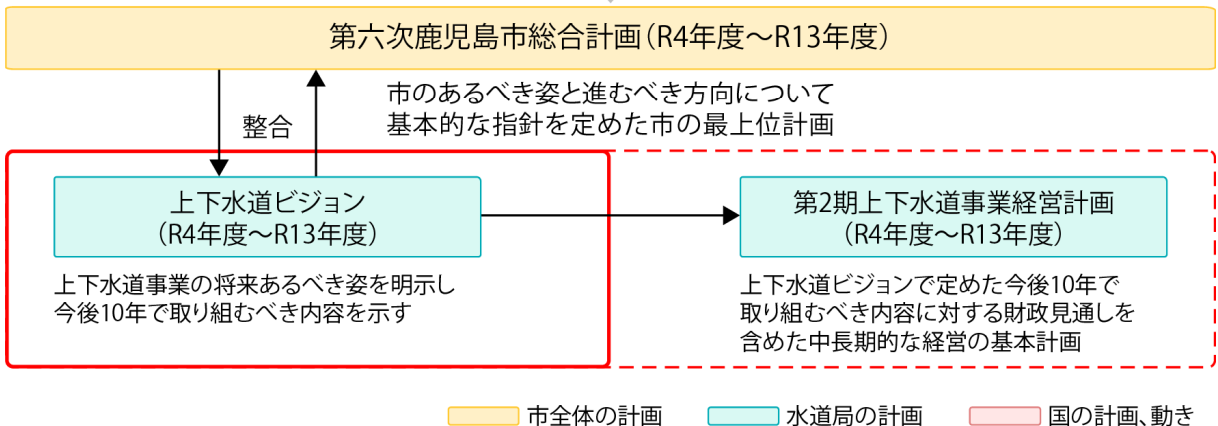 第六次鹿児島市総合計画（R4年度～R13年度）
市のあるべき姿と進むべき方向について
基本的な指針を定めた市の最上位計画
整合
上下水道ビジョン
（R4年度～R13年度）
上下水道事業の将来あるべき姿を明示し
今後10年で取り組むべき内容を示す
第2期上下水道事業経営計画
（R4年度～R13年度）
上下水道ビジョンで定めた今後10年で
取り組むべき内容に対する財政見通しを
含めた中長期的な経営の基本計画
市全体の計画
水道局の計画
国の計画、動き